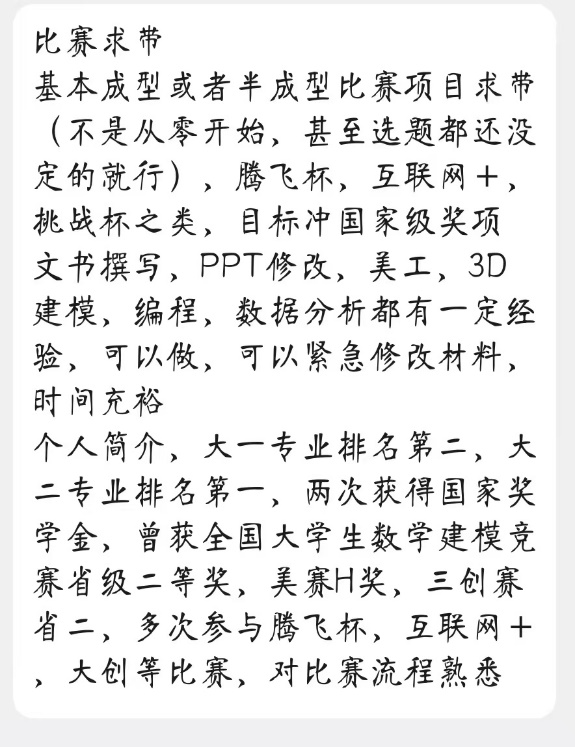 比赛求带
基本成型或者半成型比赛项目求带
（不是从零开始，甚至选题都还没
定的就行），腾飞杯，互联网＋，
挑战杯之类，目标冲国家级奖项
文书撰写，PPT修改，美工，3D
建模，编程，数据分析都有一定经
验，可以做，可以紧急修改材料，
时间充裕
个人简介，大一专业排名第二，大
二专业排名第一，两次获得国家奖
学金，曾获全国大学生数学建模竞
赛省级二等奖，美赛H奖，三创赛
省二，多次参与腾飞杯，互联网＋
，大创等比赛，对比赛流程熟悉